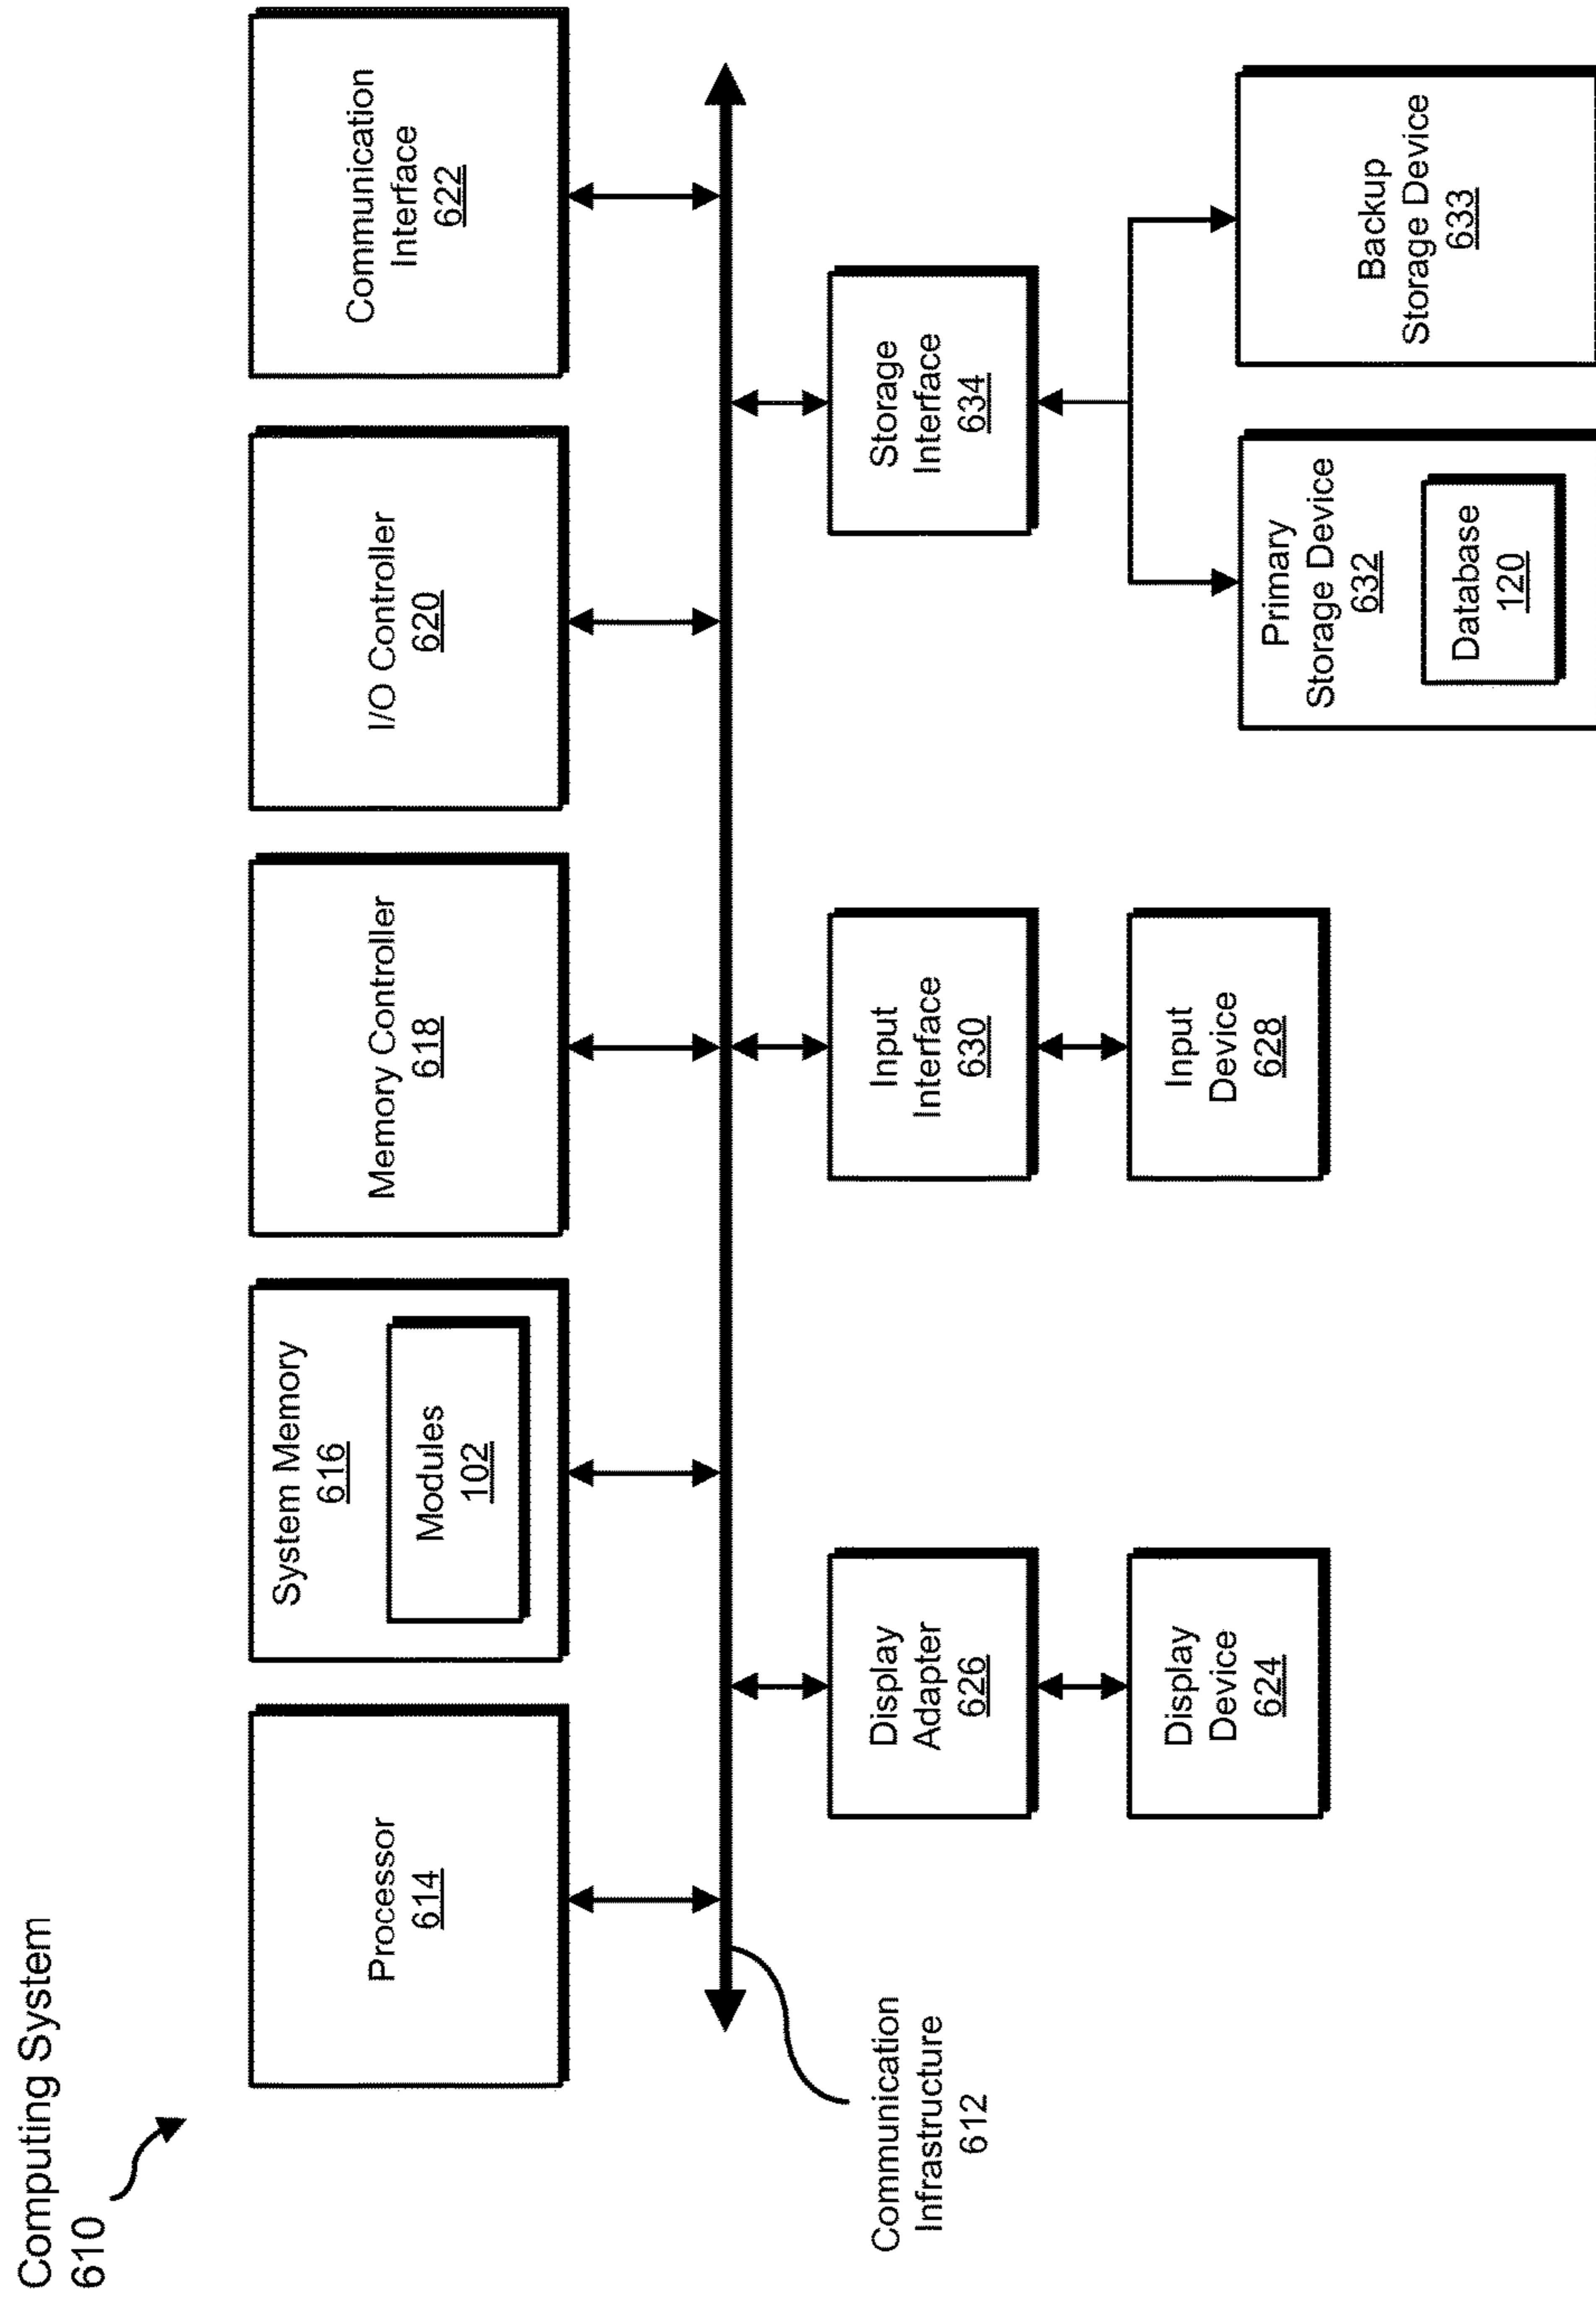 Computing System
610
Processor
614
System Memory
616
Modules
102
Memory Controller
618
I/O Controller
620
Communication
Interface
622
Communication
Infrastructure
612
Display
Adapter
626
Input
Interface
630
Storage
Interface
634
Display
Device
624
Input
Device
628
Primary
Storage Device
632
Database
120
Backup
Storage Device
633